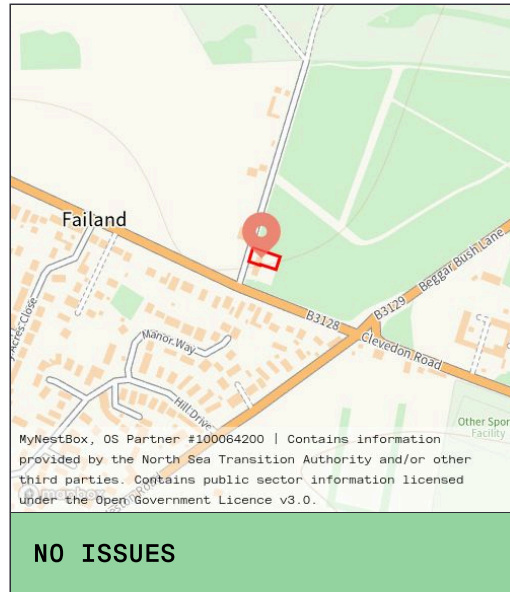 Failand
Beggar Bush Lane
B3129
B3128
Clevedon Road
Acres Close
Manor Way
Hill Drive
Other Spor
Facility
MyNestBox, OS Partner #100064200 | Contains information
provided by the North Sea Transition Authority and/or other
third parties. Contains public sector information licensed
under the Open Government Licence v3.0.
mapbox
NO ISSUES